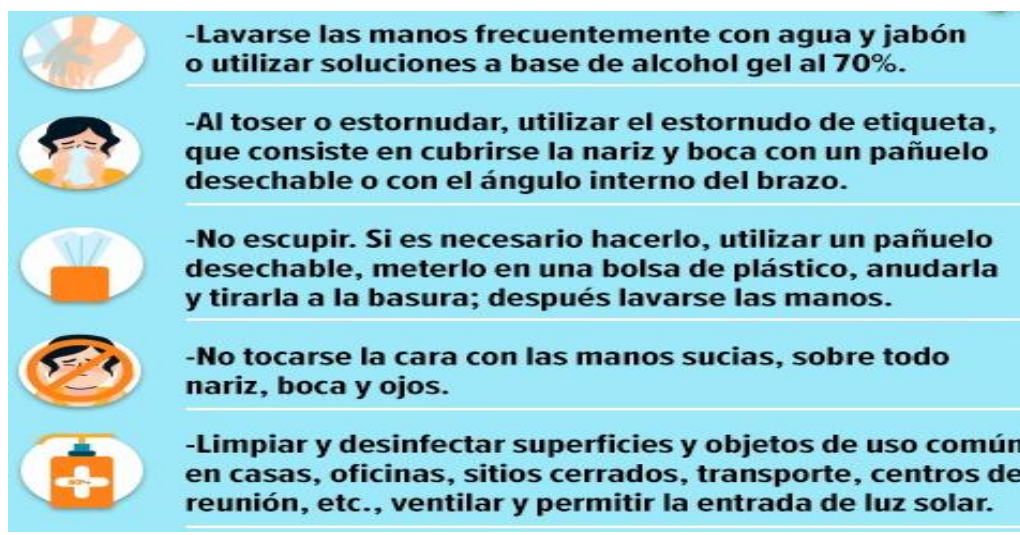 -Lavarse las manos frecuentemente con agua y jabón
o utilizar soluciones a base de alcohol gel al 70%.
-Al toser o estornudar, utilizar el estornudo de etiqueta,
que consiste en cubrirse la nariz y boca con un pañuelo
desechable o con el ángulo interno del brazo.
-No escupir. Si es necesario hacerlo, utilizar un pañuelo
desechable, meterlo en una bolsa de plástico, anudarla
y tirarla a la basura; después lavarse las manos.
-No tocarse la cara con las manos sucias, sobre todo
nariz, boca y ojos.
-Limpiar y desinfectar superficies y objetos de uso común
en casas, oficinas, sitios cerrados, transporte, centros de
reunión, etc., ventilar y permitir la entrada de luz solar.